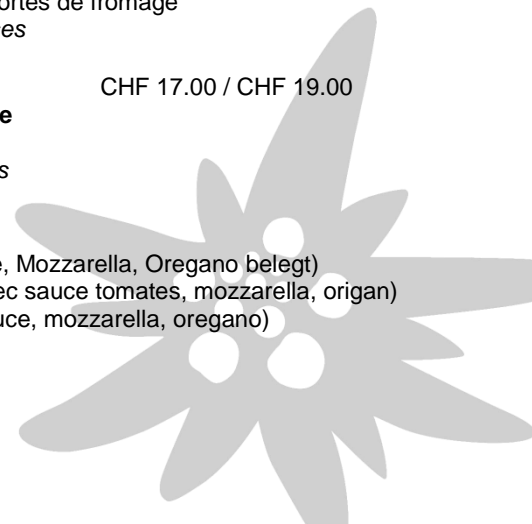 ortes de fromage
es
CHF 17.00 / CHF 19.00
e
s
, Mozzarella, Oregano belegt)
ec sauce tomates, mozzarella, origan)
uce, mozzarella, oregano)